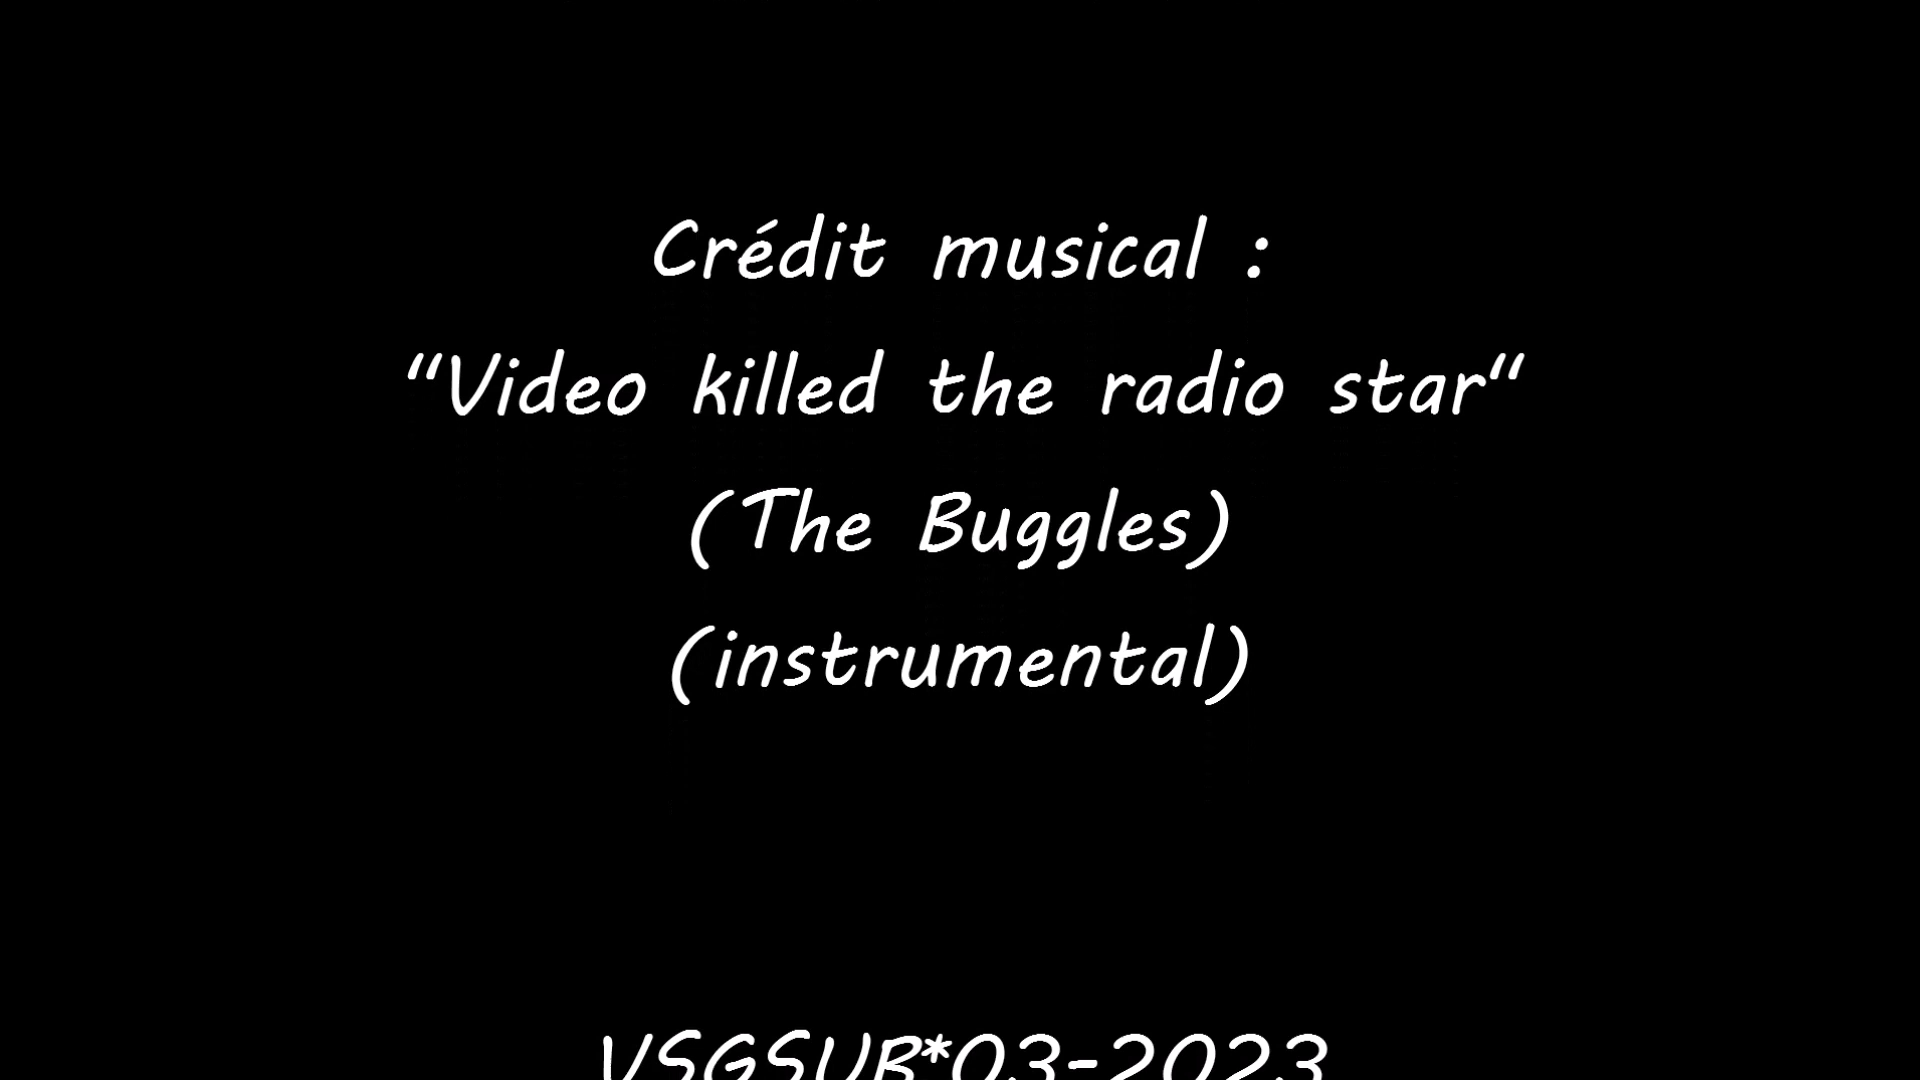 Crédit musical :
“Video killed the radio star“
(The Buggles)
(instrumental)
VSGSUB*03-2023